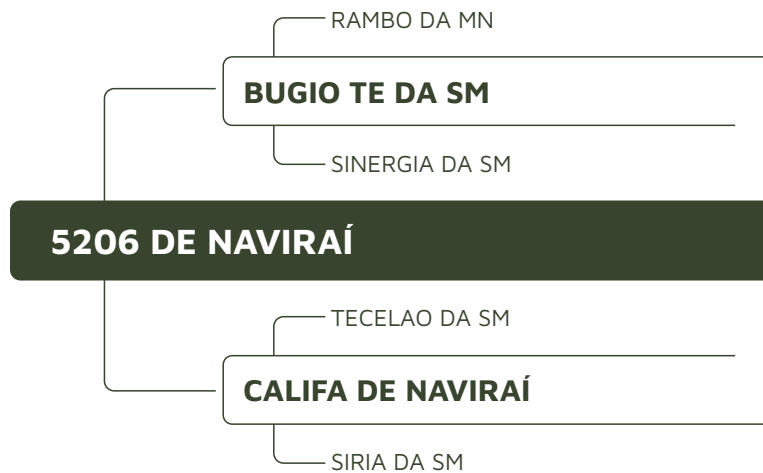 RAMBO DA MN
BUGIO TE DA SM
SINERGIA DA SM
5206 DE NAVIRAÍ
TECELAO DA SM
CALIFA DE NAVIRAÍ
SIRIA DA SM